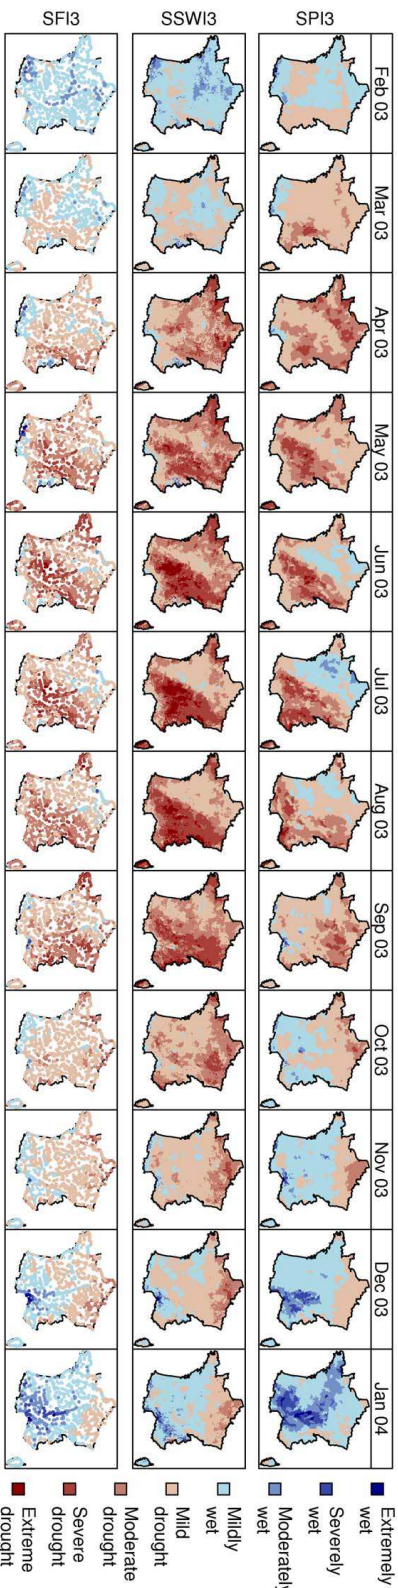 Feb 03
Mar 03
Apr 03
May 03
Jun 03
Jul 03
Aug 03
Sep 03
Oct 03
Nov 03
Dec 03
Jan 04
SPI3
SSWI3
SFI3
Extremely
wet
Severely
wet
Moderately
wet
Mildly
wet
Mild
drought
Moderate
drought
Severe
drought
Extreme
drought